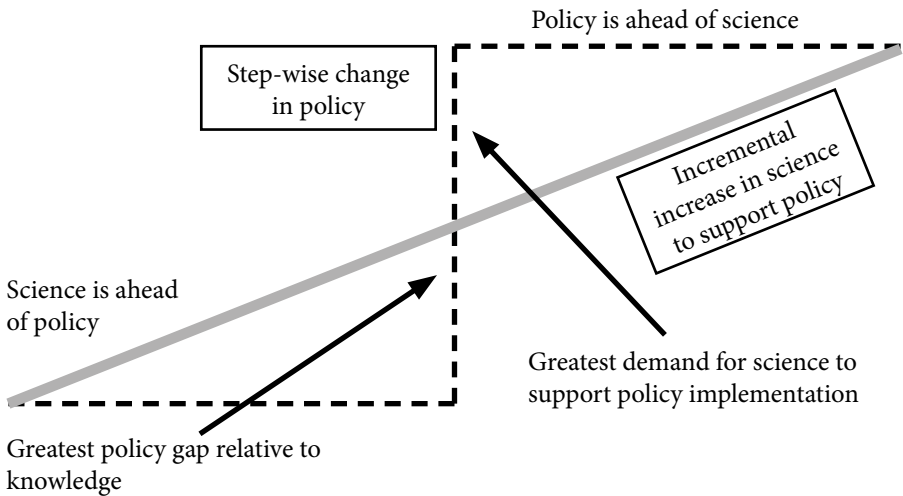 Policy is ahead of science
Step-wise change
in policy
Incremental
increase in science
to support policy
Science is ahead
of policy
Greatest demand for science to
support policy implementation
Greatest policy gap relative to
knowledge